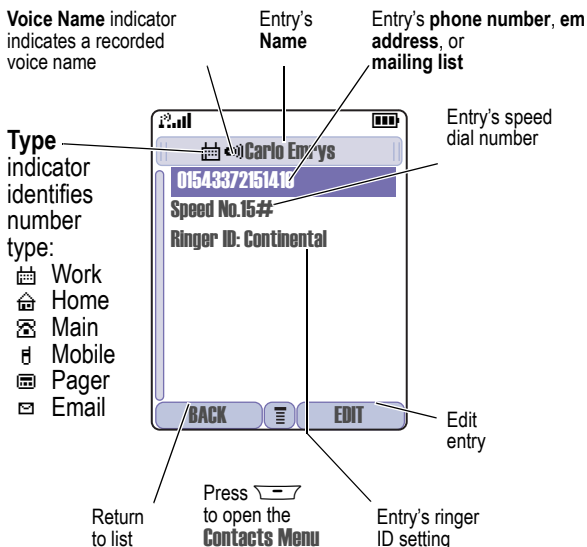 Voice Name indicator
indicates a recorded
voice name
Entry's
Name
Entry's phone number, em
address, or
mailing list
Entry's speed
dial number
Type
indicator
identifies
number
type:
Work
Home
Main
Mobile
Pager
Email
Carlo Emrys
Speed No.15#
Ringer ID: Continental
BACK
EDIT
Edit
entry
Return
to list
Press
to open the
Contacts Menu
Entry's ringer
ID setting